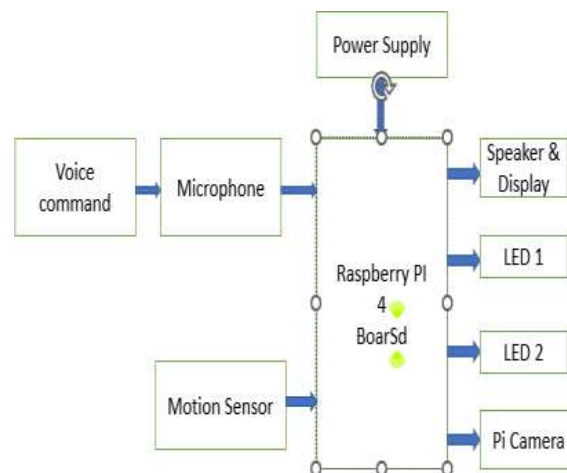 Power Supply
Voice
command
Microphone
Speaker &
Display
LED 1
Raspberry PI
4
BoarSd
LED 2
Motion Sensor
Pi Camera